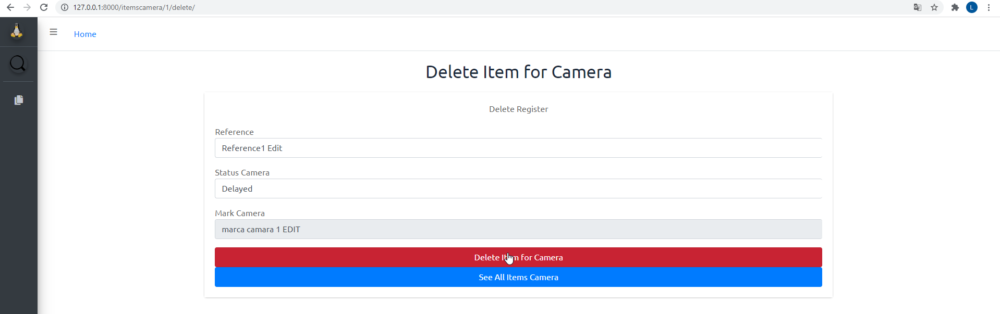 127.0.0.1:8000/itemscamera/1/delete/
L
Home
Delete Item for Camera
Delete Register
Reference
Reference1 Edit
Status Camera
Delayed
Mark Camera
marca camara 1 EDIT
Delete Item for Camera
See All Items Camera